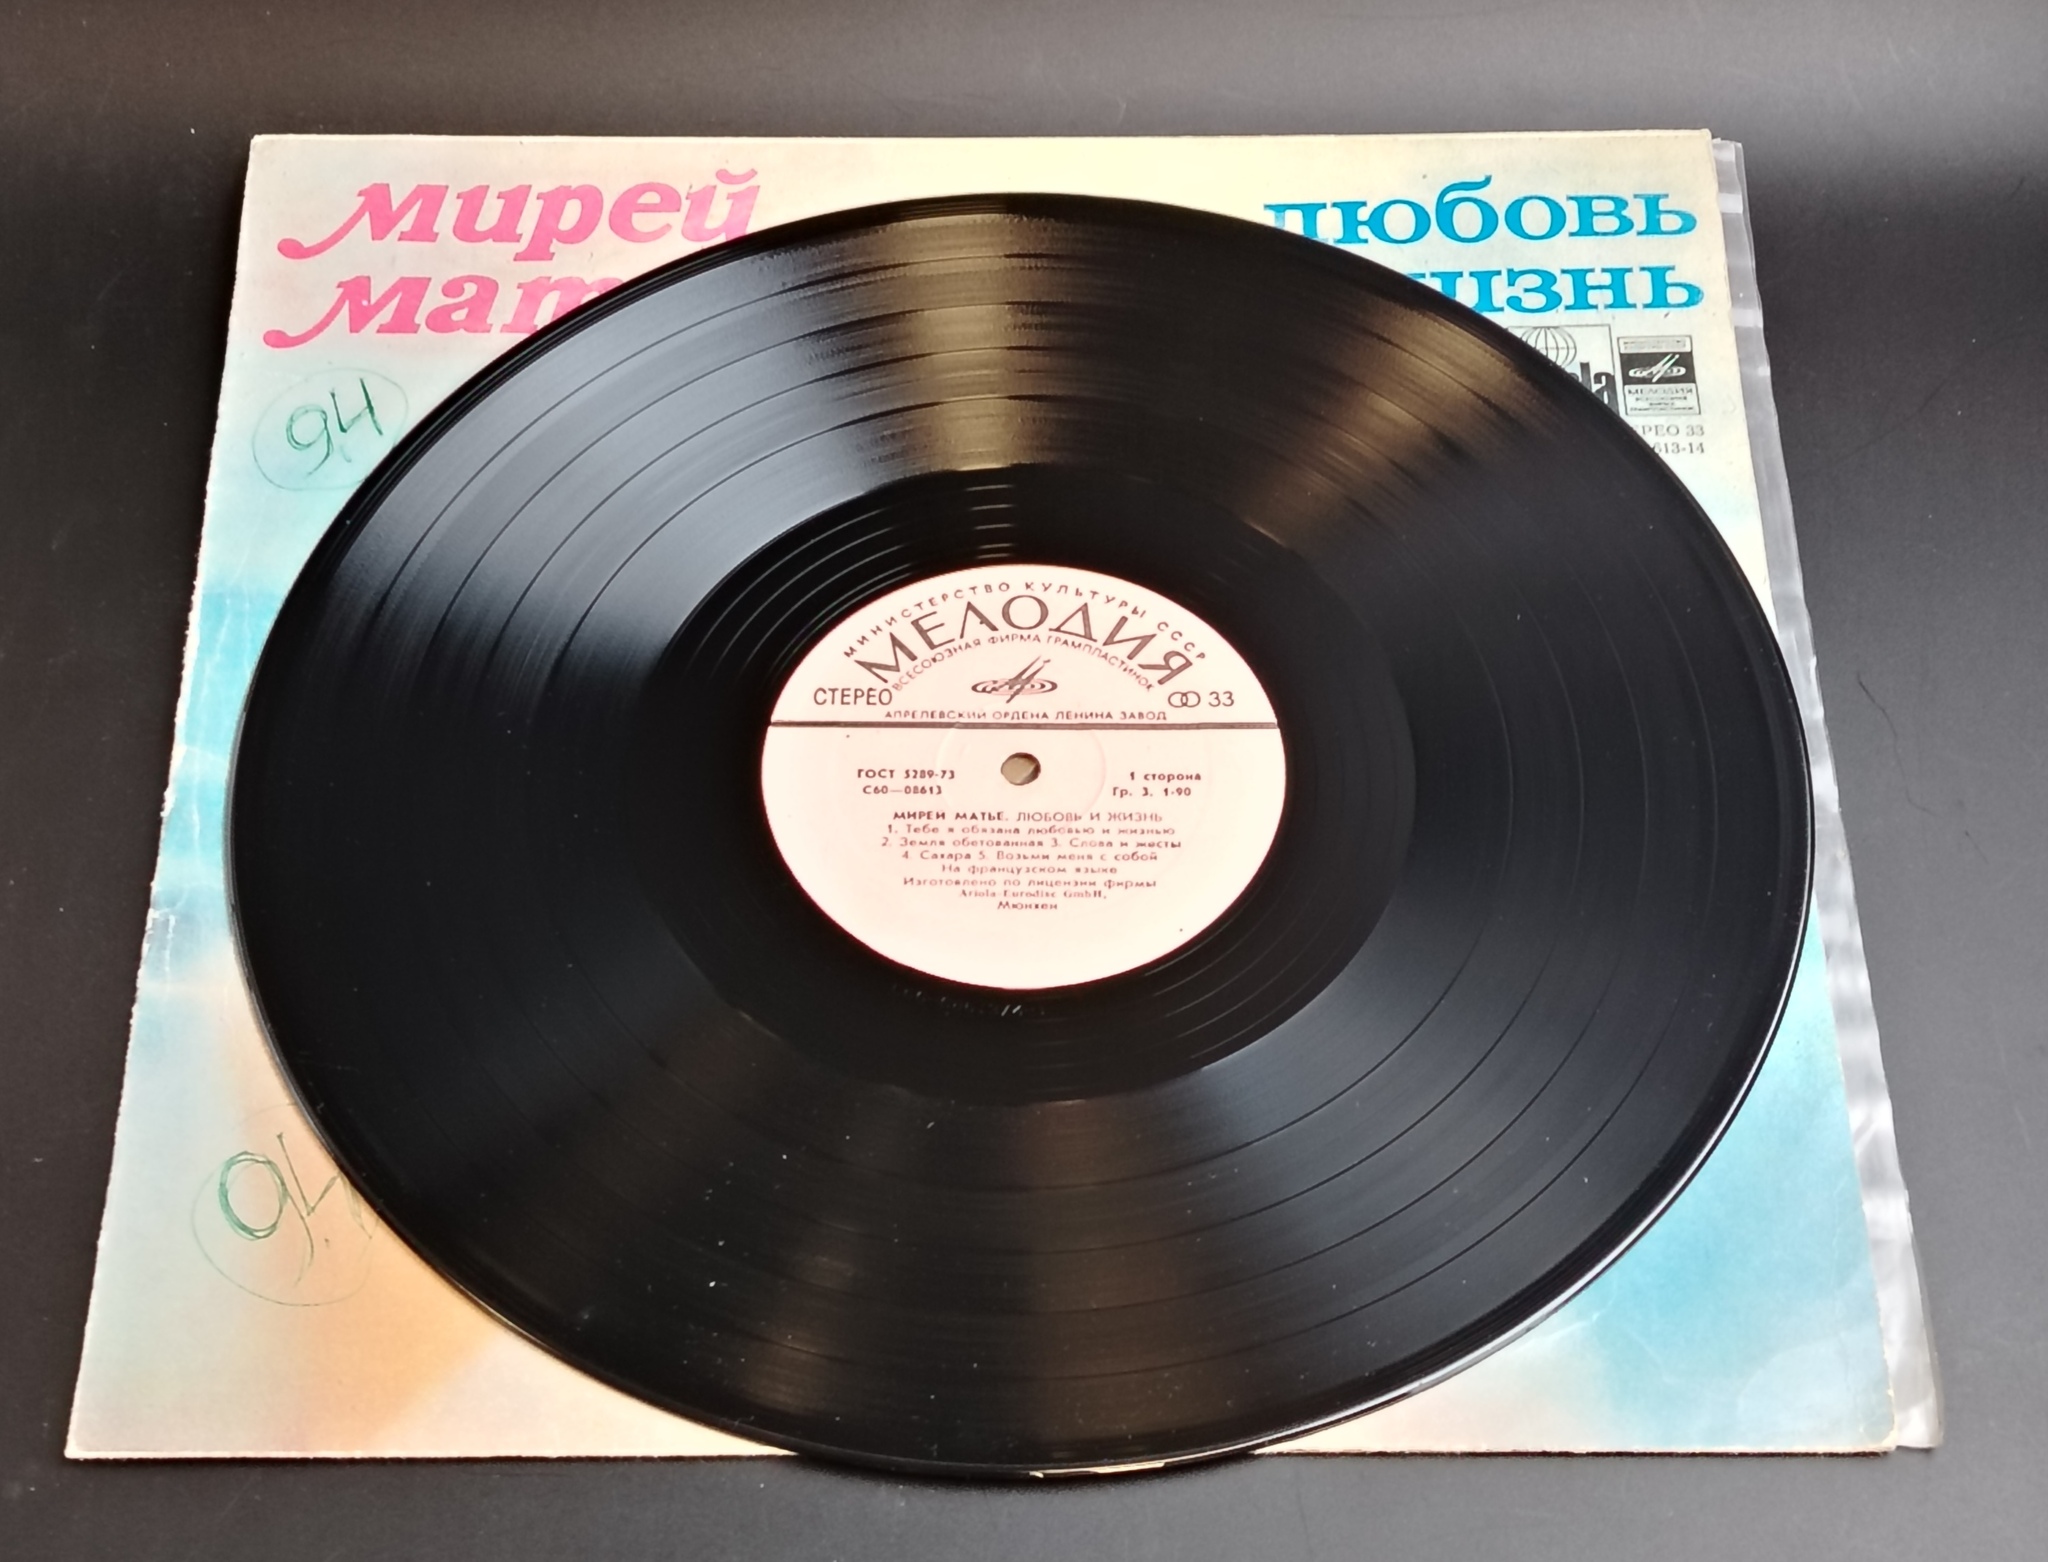 мирей
любовь
94
МИНИСТЕРСТВО КУЛЬТУРЫ СССР
МЕЛОДИЯ
ВСЕСОЮЗНАЯ ФИРМА ГРАМПЛАСТИНОК
СТЕРЕО 33
АПРЕЛЕВСКИЙ ОРДЕНА ЛЕНИНА ЗАВОД
ГОСТ 5289-73 1 сторона
С60—08613 Гр. 3. 1-90
МИРЕЙ МАТЬЕ. ЛЮБОВЬ И ЖИЗНЬ
1. Тебе я обязана любовью и жизнью
2. Земля обетованная 3. Слова и жесты
4. Сахара 5. Возьми меня с собой
На французском языке
Изготовлено по лицензии фирмы
Ariola Eurodisc GmbH,
Мюнхен
МЕЛОДИЯ
33
613-14
94